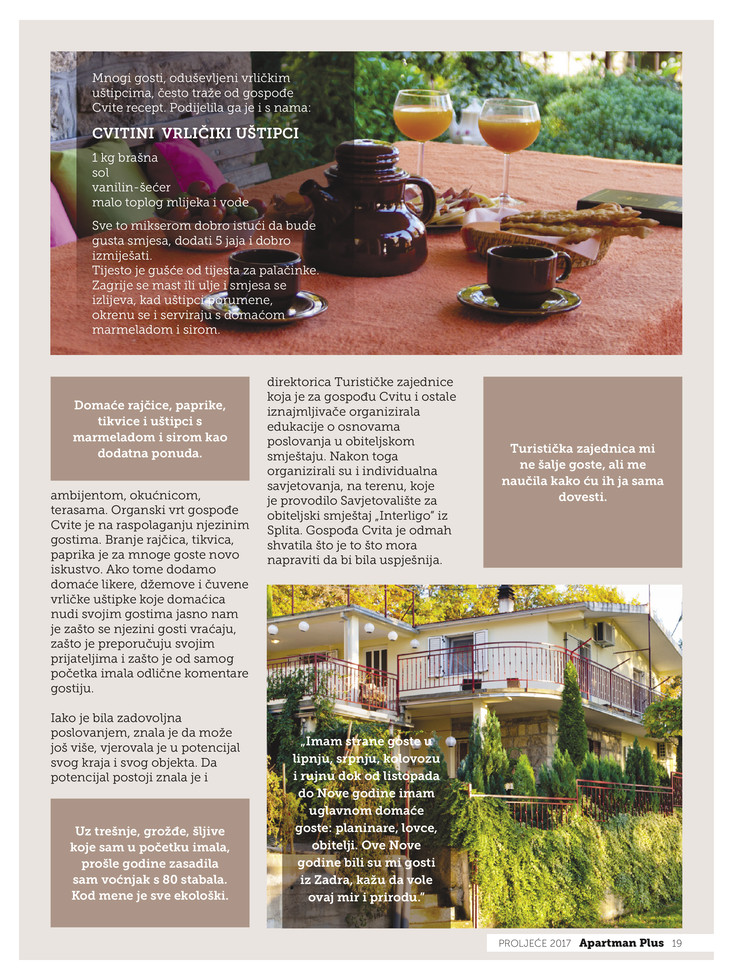 Mnogi gosti, oduševljeni vrličkim
uštipcima, često traže od gospođe
Cvite recept. Podijelila ga je i s nama:
CVITINI VRLIČIKI UŠTIPCI
1 kg brašna
sol
vanilin-šećer
malo toplog mlijeka i vode
Sve to mikserom dobro istući da bude
gusta smjesa, dodati 5 jaja i dobro
izmiješati.
Tijesto je gušće od tijesta za palačinke.
Zagrije se mast ili ulje i smjesa se
izlijeva, kad uštipci porumene,
okrenu se i serviraju s domaćom
marmeladom i sirom.
Domaće rajčice, paprike,
tikvice i uštipci s
marmeladom i sirom kao
dodatna ponuda.
ambijentom, okućnicom,
terasama. Organski vrt gospođe
Cvite je na raspolaganju njezinim
gostima. Branje rajčica, tikvica,
paprika je za mnoge goste novo
iskustvo. Ako tome dodamo
domaće likere, džemove i čuvene
vrličke uštipke koje domaćica
nudi svojim gostima jasno nam
je zašto se njezini gosti vraćaju,
zašto je preporučuju svojim
prijateljima i zašto je od samog
početka imala odlične komentare
gostiju.
Iako je bila zadovoljna
poslovanjem, znala je da može
još više, vjerovala je u potencijal
svog kraja i svog objekta. Da
potencijal postoji znala je i
Uz trešnje, grožđe, šljive
koje sam u početku imala,
prošle godine zasadila
sam voćnjak s 80 stabala.
Kod mene je sve ekološki.
direktorica Turističke zajednice
koja je za gospođu Cvitu i ostale
iznajmljivače organizirala
edukacije o osnovama
poslovanja u obiteljskom
smještaju. Nakon toga
organizirali su i individualna
savjetovanja, na terenu, koje
je provodilo Savjetovalište za
obiteljski smještaj „Interligo“ iz
Splita. Gospođa Cvita je odmah
shvatila što je to što mora
napraviti da bi bila uspješnija.
Turistička zajednica mi
ne šalje goste, ali me
naučila kako ću ih ja sama
dovesti.
„Imam strane goste u
lipnju, srpnju, kolovozu
i rujnu dok od listopada
do Nove godine imam
uglavnom domaće
goste: planinare, lovce,
obitelji. Ove Nove
godine bili su mi gosti
iz Zadra, kažu da vole
ovaj mir i prirodu.“
PROLJEĆE 2017 Apartman Plus 19